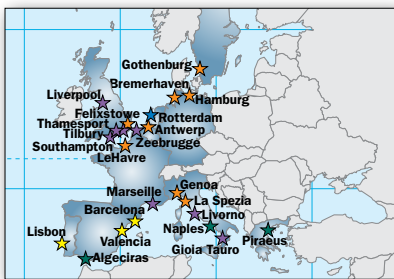 Gothenburg
Bremerhaven
Liverpool
Hamburg
Felixstowe
Rotterdam
Thamesport
Tilbury
Antwerp
Southampton
Zeebrugge
LeHavre
Marseille
Genoa
La Spezia
Barcelona
Livorno
Lisbon
Naples
Valencia
Piraeus
Gioia Tauro
Algeciras